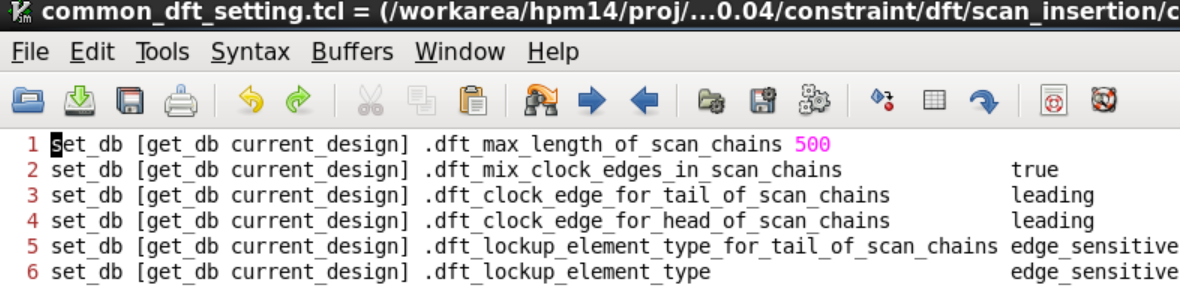 common_dft_setting.tcl = (/workarea/hpm14/proj/...0.04/constraint/dft/scan_insertion/c
File Edit Tools Syntax Buffers Window Help
1 set_db [get_db current_design] .dft_max_length_of_scan_chains 500
2 set_db [get_db current_design] .dft_mix_clock_edges_in_scan_chains true
3 set_db [get_db current_design] .dft_clock_edge_for_tail_of_scan_chains leading
4 set_db [get_db current_design] .dft_clock_edge_for_head_of_scan_chains leading
5 set_db [get_db current_design] .dft_lockup_element_type_for_tail_of_scan_chains edge_sensitive
6 set_db [get_db current_design] .dft_lockup_element_type edge_sensitive